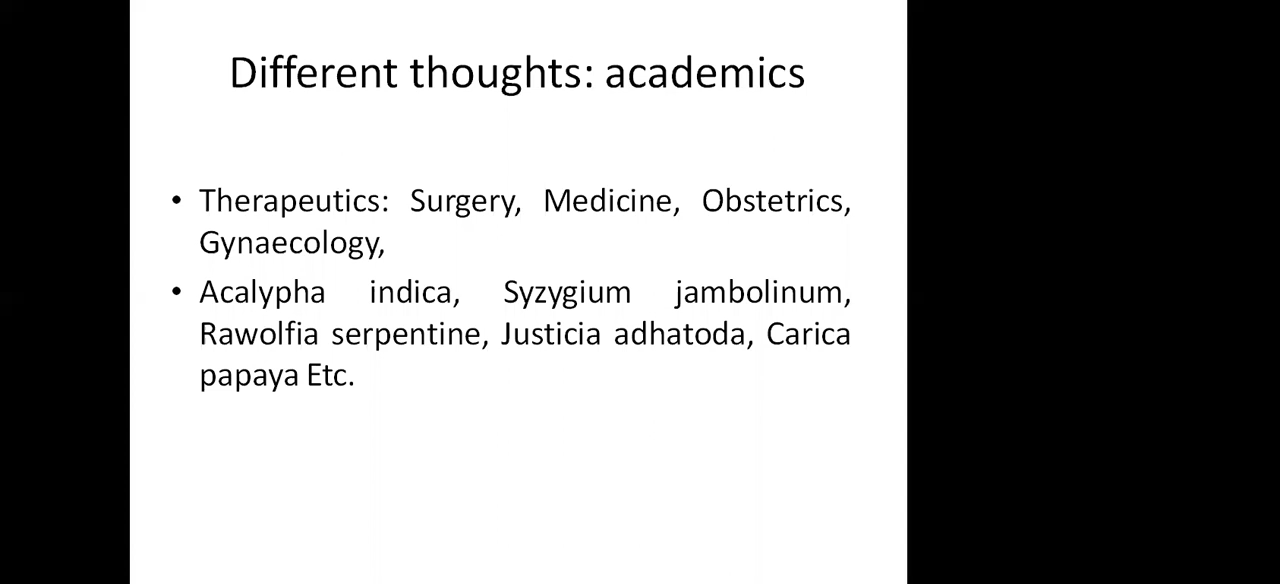 Different thoughts: academics
• Therapeutics: Surgery, Medicine, Obstetrics,
Gynaecology,
• Acalypha indica, Syzygium jambolinum,
Rawolfia serpentine, Justicia adhatoda, Carica
papaya Etc.